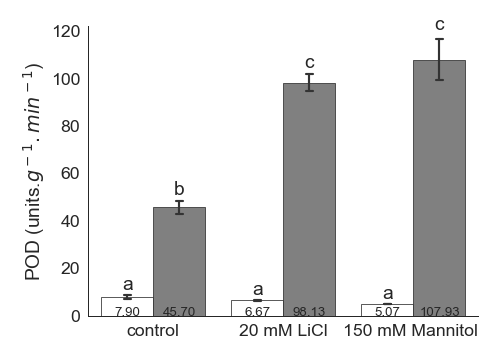 120
100
80
60
40
20
0
POD (units.g⁻¹.min⁻¹)
a
b
a
c
a
c
7.90 45.70 6.67 98.13 5.07 107.93
control 20 mM LiCl 150 mM Mannitol